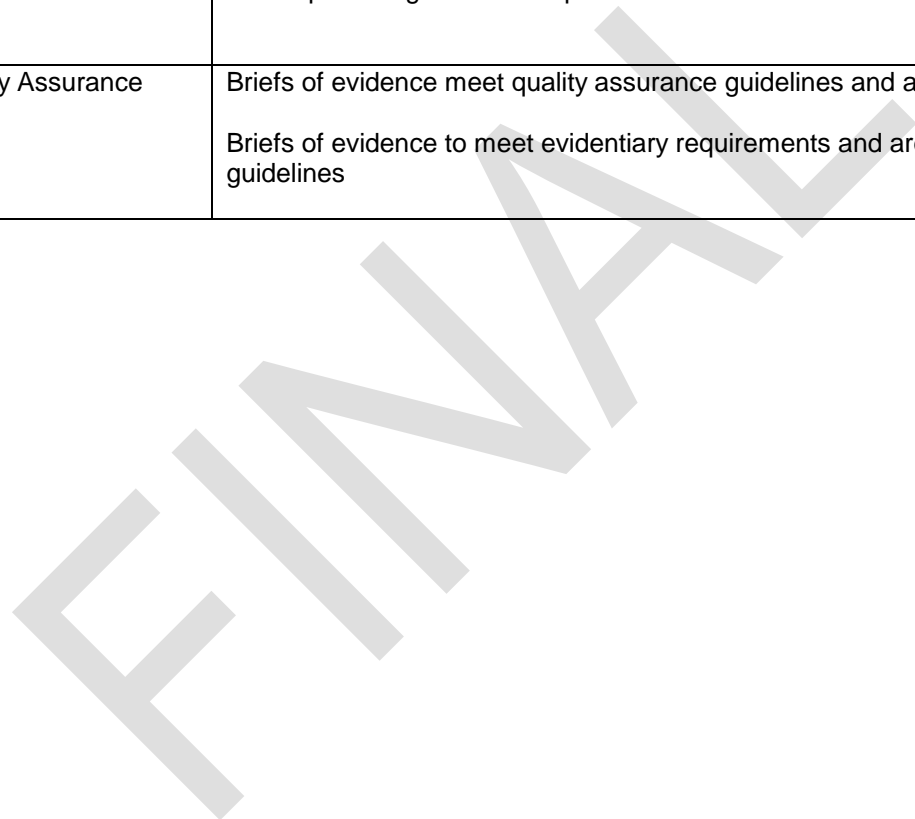 y Assurance
Briefs of evidence meet quality assurance guidelines and a
Briefs of evidence to meet evidentiary requirements and are
guidelines
FINAL